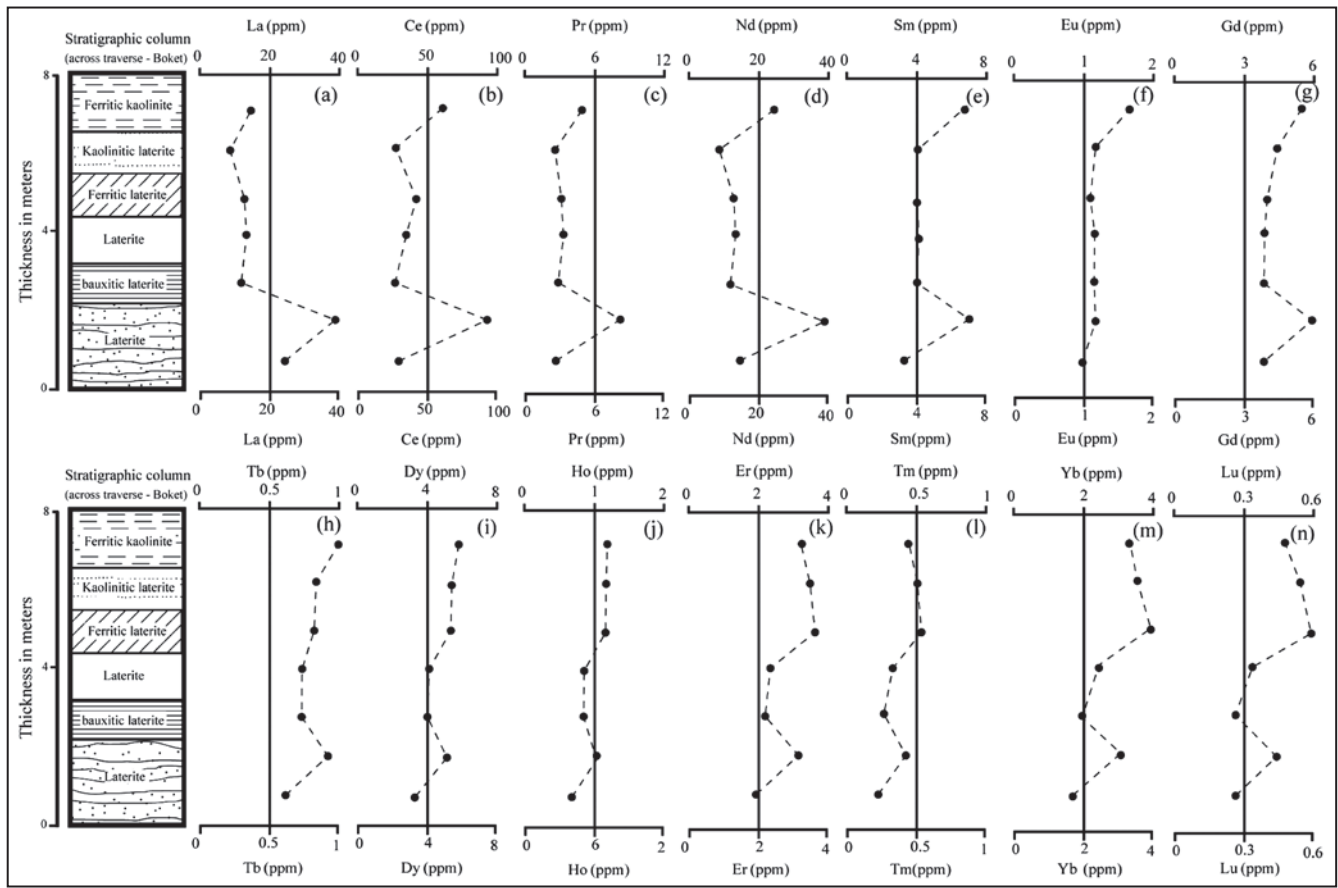 La (ppm) Ce (ppm) Pr (ppm) Nd (ppm) Sm (ppm) Eu (ppm) Gd (ppm)
Stratigraphic column
(across traverse - Boket)
0 20 40 0 50 100 0 6 12 0 20 40 0 4 8 0 1 2 0 3 6
8
(a) (b) (c) (d) (e) (f) (g)
Ferritic kaolinite
Kaolinitic laterite
Ferritic laterite
4
Laterite
bauxitic laterite
Laterite
0
Thickness in meters
0 20 40 0 50 100 0 6 12 0 20 40 0 4 8 0 1 2 0 3 6
La (ppm) Ce (ppm) Pr (ppm) Nd (ppm) Sm(ppm) Eu (ppm) Gd (ppm)
Tb (ppm) Dy (ppm) Ho (ppm) Er (ppm) Tm (ppm) Yb (ppm) Lu (ppm)
Stratigraphic column
(across traverse - Boket)
0 0.5 1 0 4 8 0 1 2 0 2 4 0 0.5 1 0 2 4 0 0.3 0.6
8
(h) (i) (j) (k) (l) (m) (n)
Ferritic kaolinite
Kaolinitic laterite
Ferritic laterite
4
Laterite
bauxitic laterite
Laterite
0
Thickness in meters
0 0.5 1 0 4 8 0 6 2 0 2 4 0 0.5 1 0 2 4 0 0.3 0.6
Tb (ppm) Dy (ppm) Ho (ppm) Er (ppm) Tm(ppm) Yb (ppm) Lu (ppm)